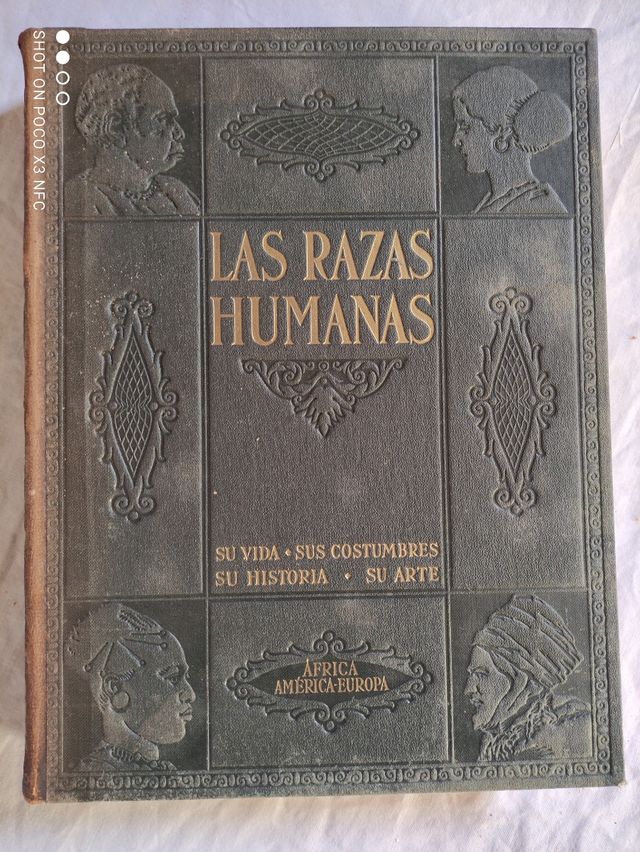 SHOT ON POCO X3 NFC
LAS RAZAS
HUMANAS
SU VIDA • SUS COSTUMBRES
SU HISTORIA • SU ARTE
ÁFRICA
AMÉRICA-EUROPA